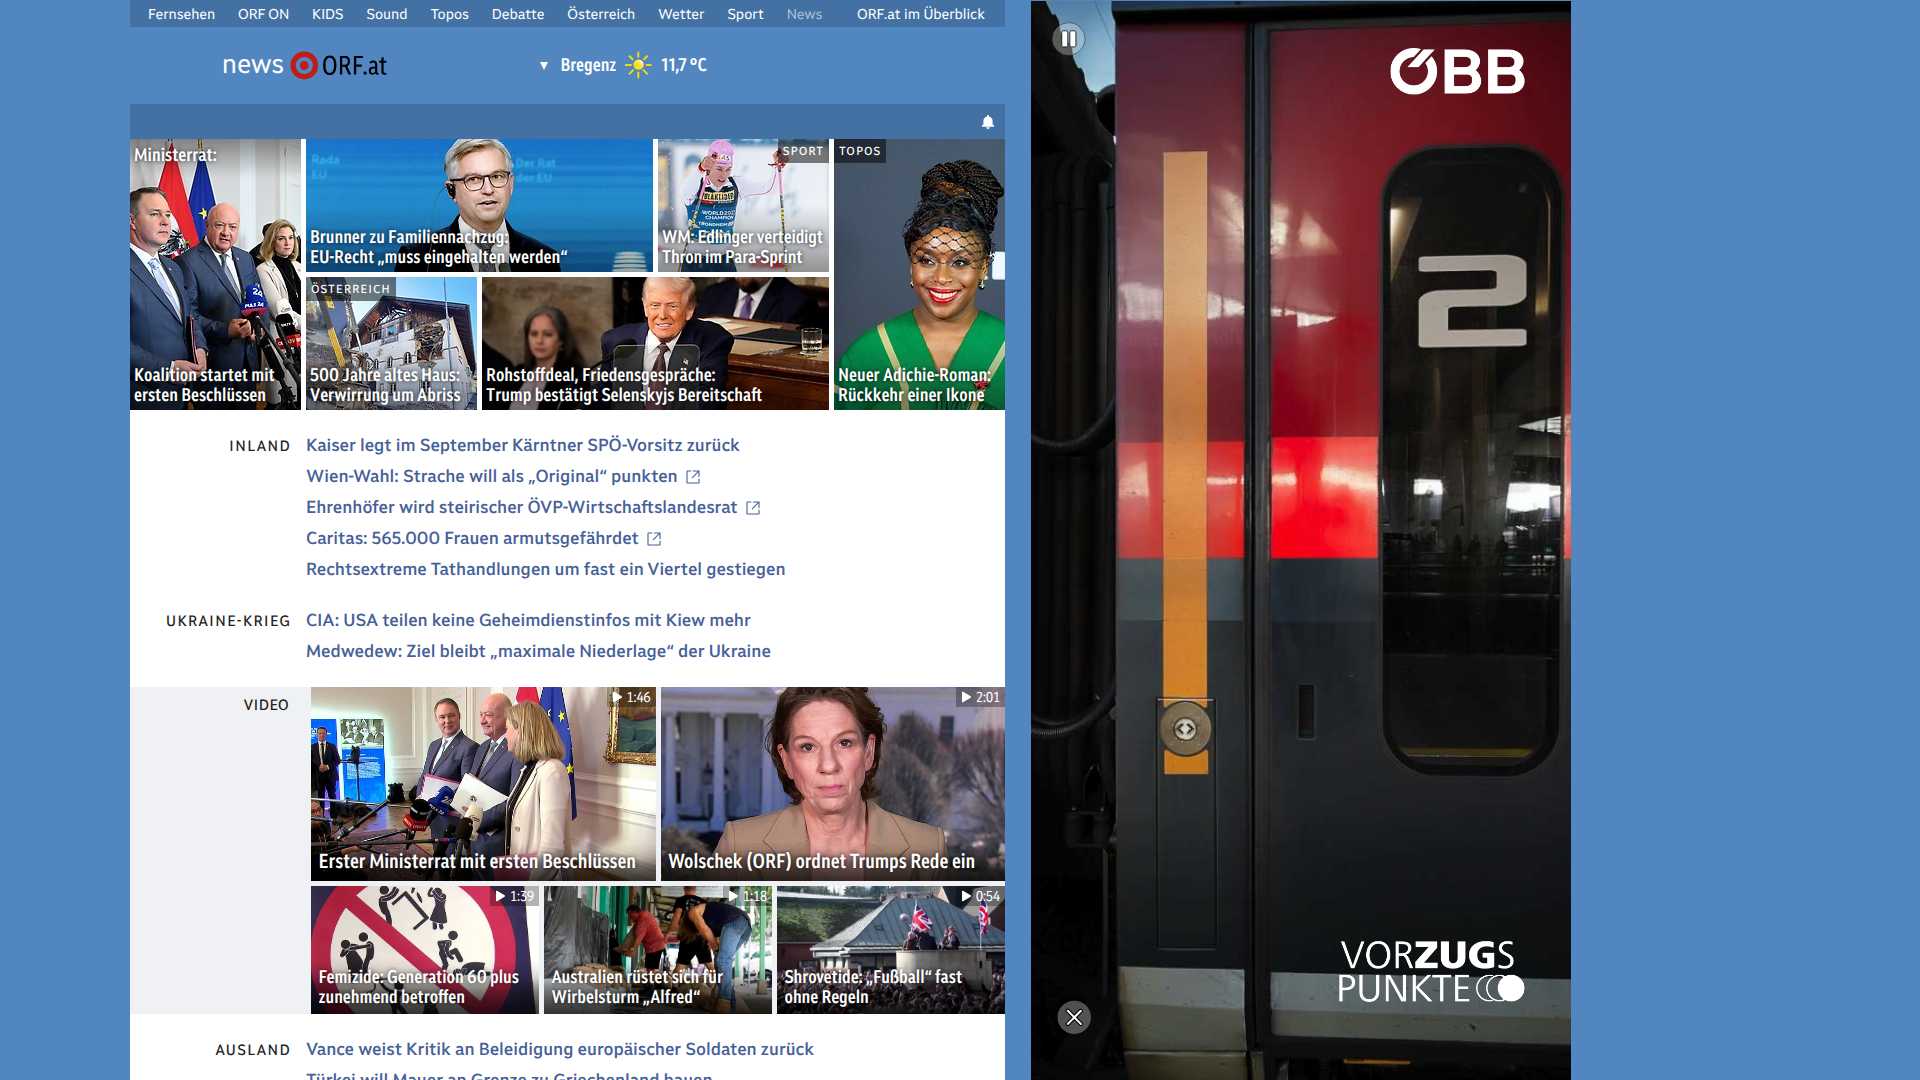 Fernsehen ORF ON KIDS Sound Topos Debatte Österreich Wetter Sport News ORF.at im Überblick
news ORF.at
Bregenz 11,7 °C
Ministerrat:
Koalition startet mit
ersten Beschlüssen
Brunner zu Familiennachzug:
EU-Recht „muss eingehalten werden“
SPORT
WM: Edlinger verteidigt
Thron im Para-Sprint
TOPOS
Neuer Adichie-Roman:
Rückkehr einer Ikone
ÖSTERREICH
500 Jahre altes Haus:
Verwirrung um Abriss
Rohstoffdeal, Friedensgespräche:
Trump bestätigt Selenskyjs Bereitschaft
INLAND
Kaiser legt im September Kärntner SPÖ-Vorsitz zurück
Wien-Wahl: Strache will als „Original“ punkten
Ehrenhöfer wird steirischer ÖVP-Wirtschaftslandesrat
Caritas: 565.000 Frauen armutsgefährdet
Rechtsextreme Tathandlungen um fast ein Viertel gestiegen
UKRAINE-KRIEG
CIA: USA teilen keine Geheimdienstinfos mit Kiew mehr
Medwedew: Ziel bleibt „maximale Niederlage“ der Ukraine
VIDEO
1:46
Erster Ministerrat mit ersten Beschlüssen
2:01
Wolschek (ORF) ordnet Trumps Rede ein
1:39
Femizide: Generation 60 plus
zunehmend betroffen
1:18
Australien rüstet sich für
Wirbelsturm „Alfred“
0:54
Shrovetide: „Fußball“ fast
ohne Regeln
AUSLAND
Vance weist Kritik an Beleidigung europäischer Soldaten zurück
Türkei will Mauer an Grenze zu Griechenland bauen
ÖBB
2
VORZUGS
PUNKTE